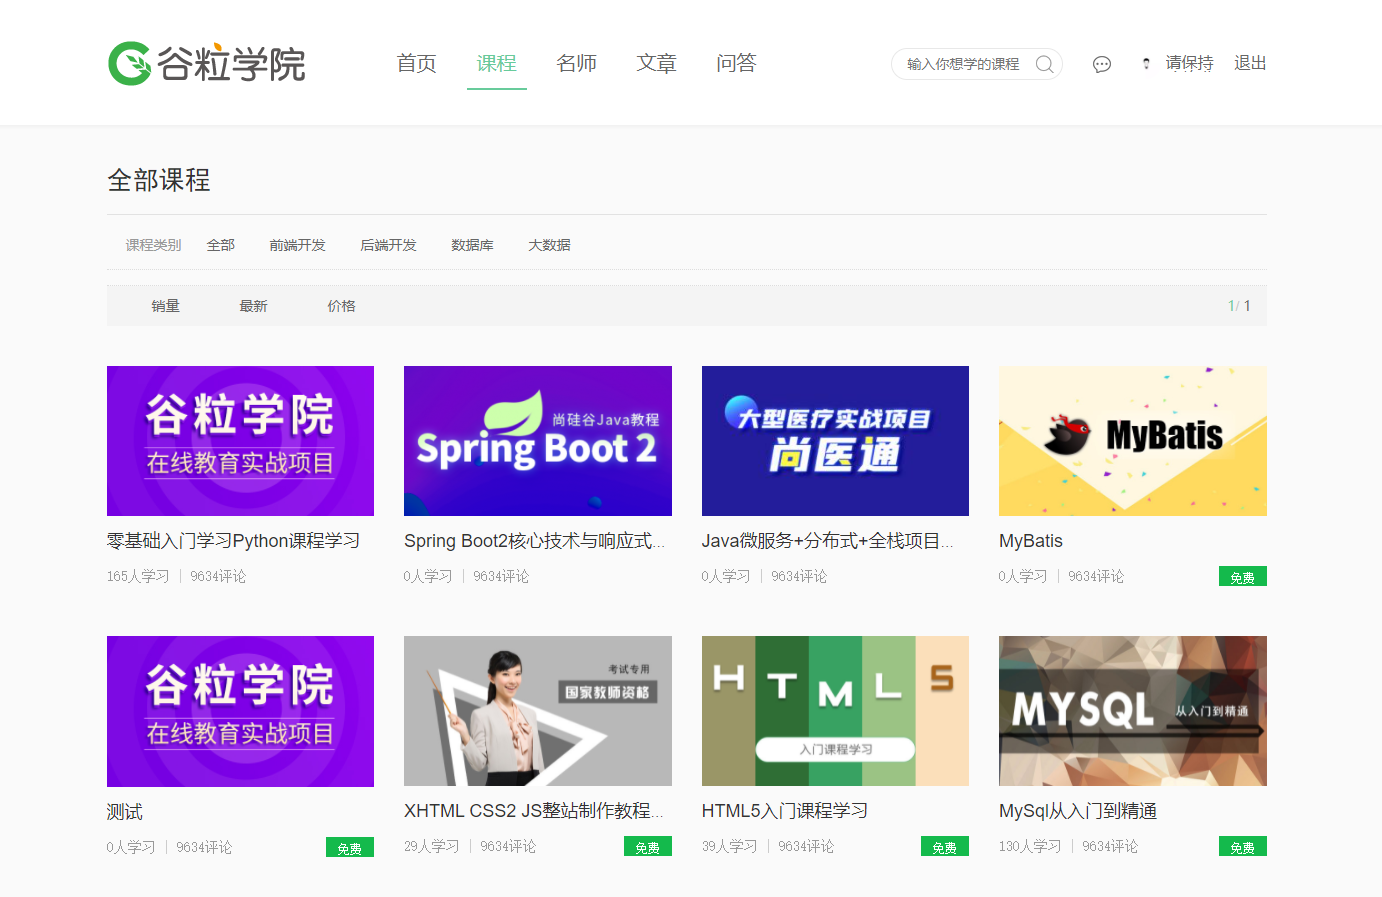 谷粒学院
首页 课程 名师 文章 问答
输入你想学的课程
请保持 退出
全部课程
课程类别 全部 前端开发 后端开发 数据库 大数据
销量 最新 价格 1/ 1
谷粒学院
在线教育实战项目
尚硅谷Java教程
Spring Boot 2
大型医疗实战项目
尚医通
MyBatis
零基础入门学习Python课程学习
Spring Boot2核心技术与响应式...
Java微服务+分布式+全栈项目...
MyBatis
165人学习 | 9634评论
0人学习 | 9634评论
0人学习 | 9634评论
0人学习 | 9634评论 免费
谷粒学院
在线教育实战项目
考试专用
国家教师资格
HTML5
入门课程学习
MYSQL 从入门到精通
测试
XHTML CSS2 JS整站制作教程...
HTML5入门课程学习
MySql从入门到精通
0人学习 | 9634评论 免费
29人学习 | 9634评论 免费
39人学习 | 9634评论 免费
130人学习 | 9634评论 免费